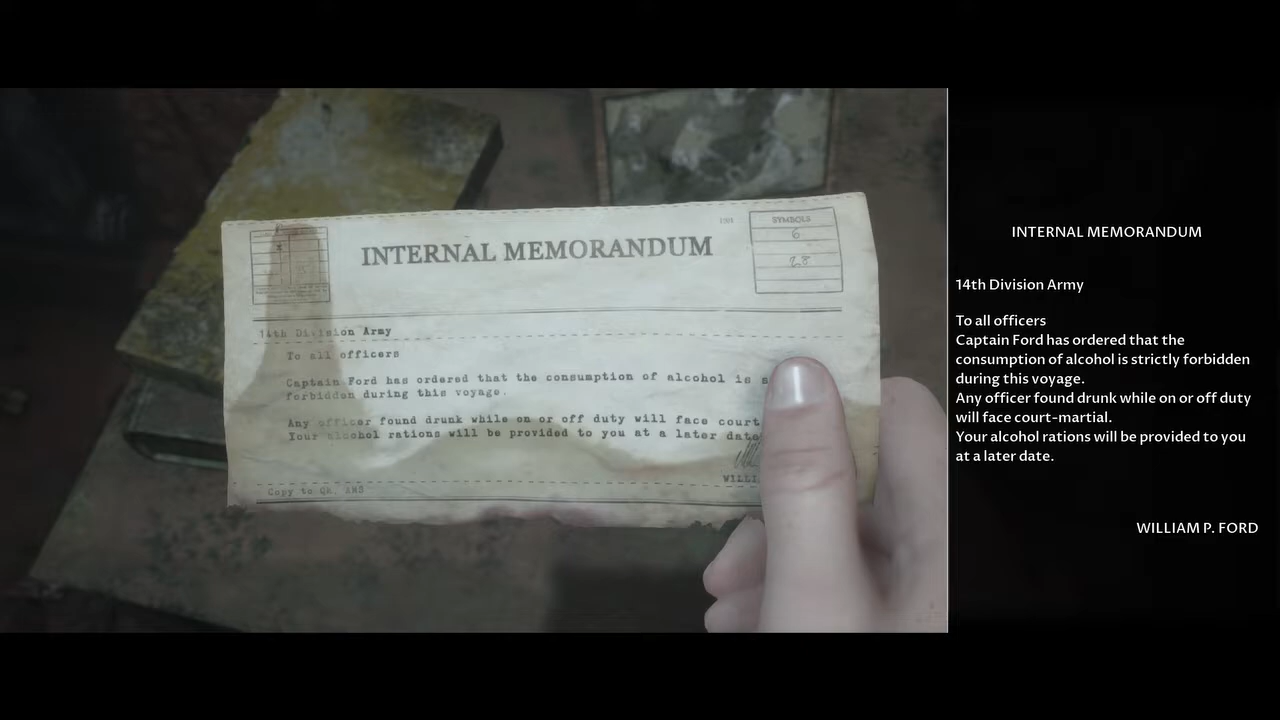 INTERNAL MEMORANDUM
SYMBOLS
6
14th Division Army
To all officers
Captain Ford has ordered that the consumption of alcohol is s
forbidden during this voyage.
Any officer found drunk while on or off duty will face court
Your alcohol rations will be provided to you at a later date
WILLI
Copy to Qk. AMS
INTERNAL MEMORANDUM
14th Division Army
To all officers
Captain Ford has ordered that the
consumption of alcohol is strictly forbidden
during this voyage.
Any officer found drunk while on or off duty
will face court-martial.
Your alcohol rations will be provided to you
at a later date.
WILLIAM P. FORD